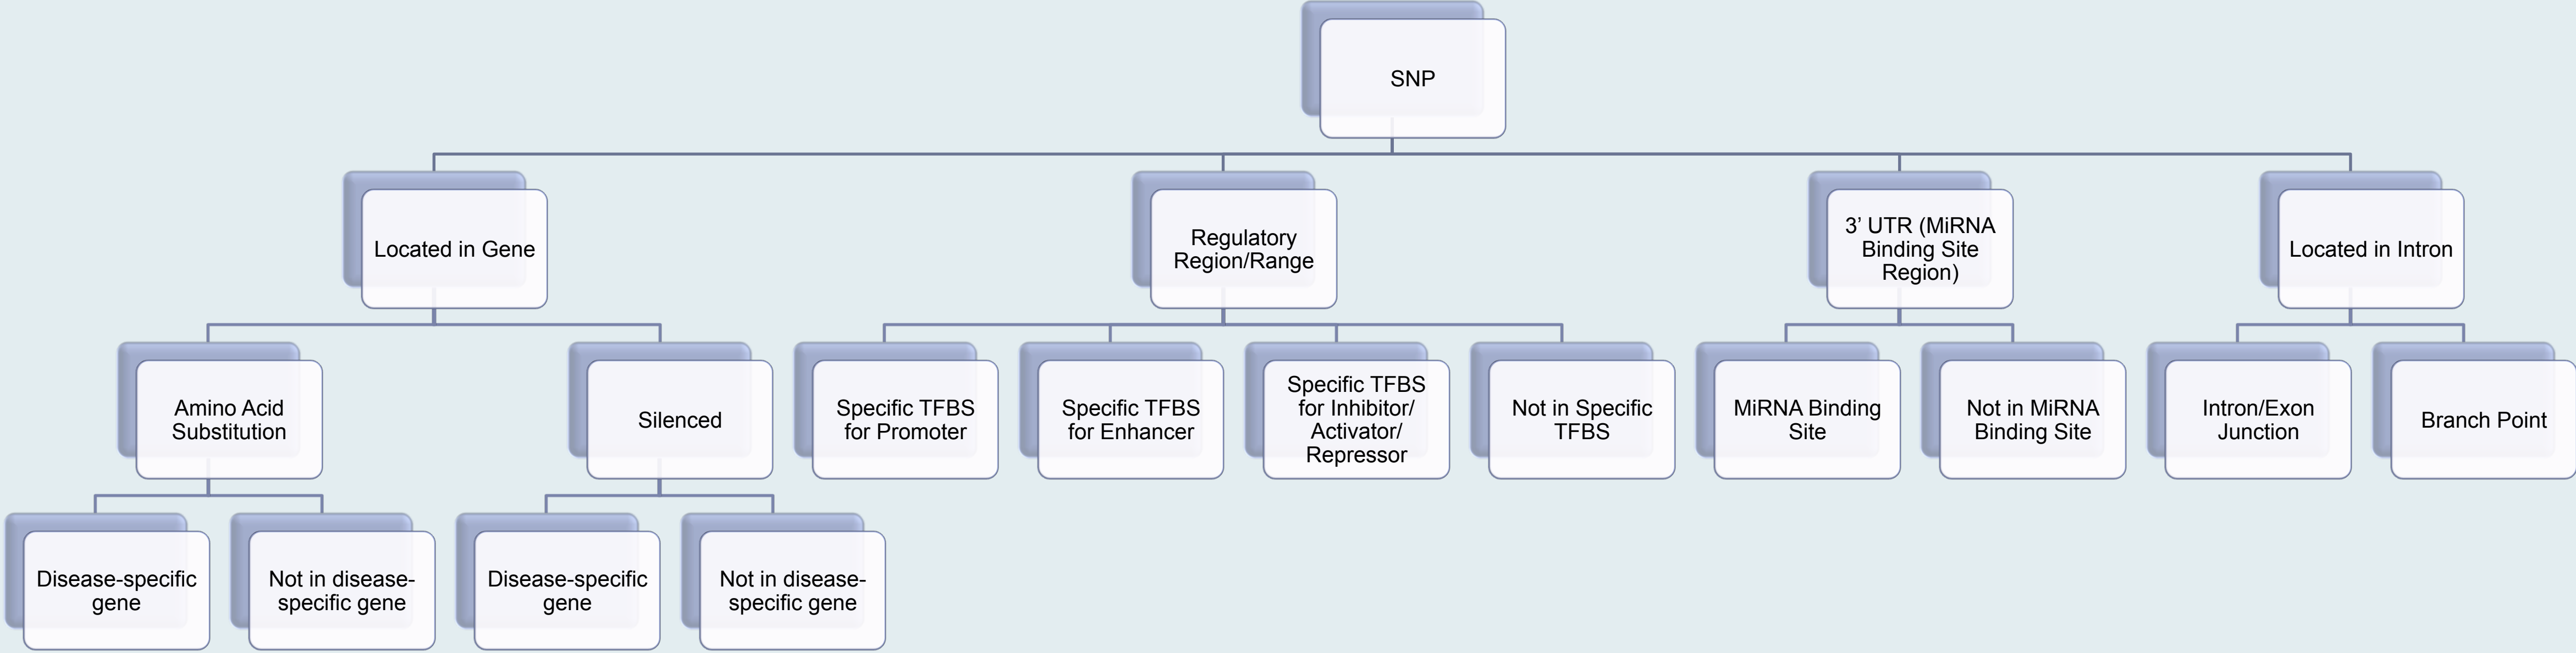 SNP
Located in Gene
Regulatory
Region/Range
3’ UTR (MiRNA
Binding Site
Region)
Located in Intron
Amino Acid
Substitution
Silenced
Specific TFBS
for Promoter
Specific TFBS
for Enhancer
Specific TFBS
for Inhibitor/
Activator/
Repressor
Not in Specific
TFBS
MiRNA Binding
Site
Not in MiRNA
Binding Site
Intron/Exon
Junction
Branch Point
Disease-specific
gene
Not in disease-
specific gene
Disease-specific
gene
Not in disease-
specific gene